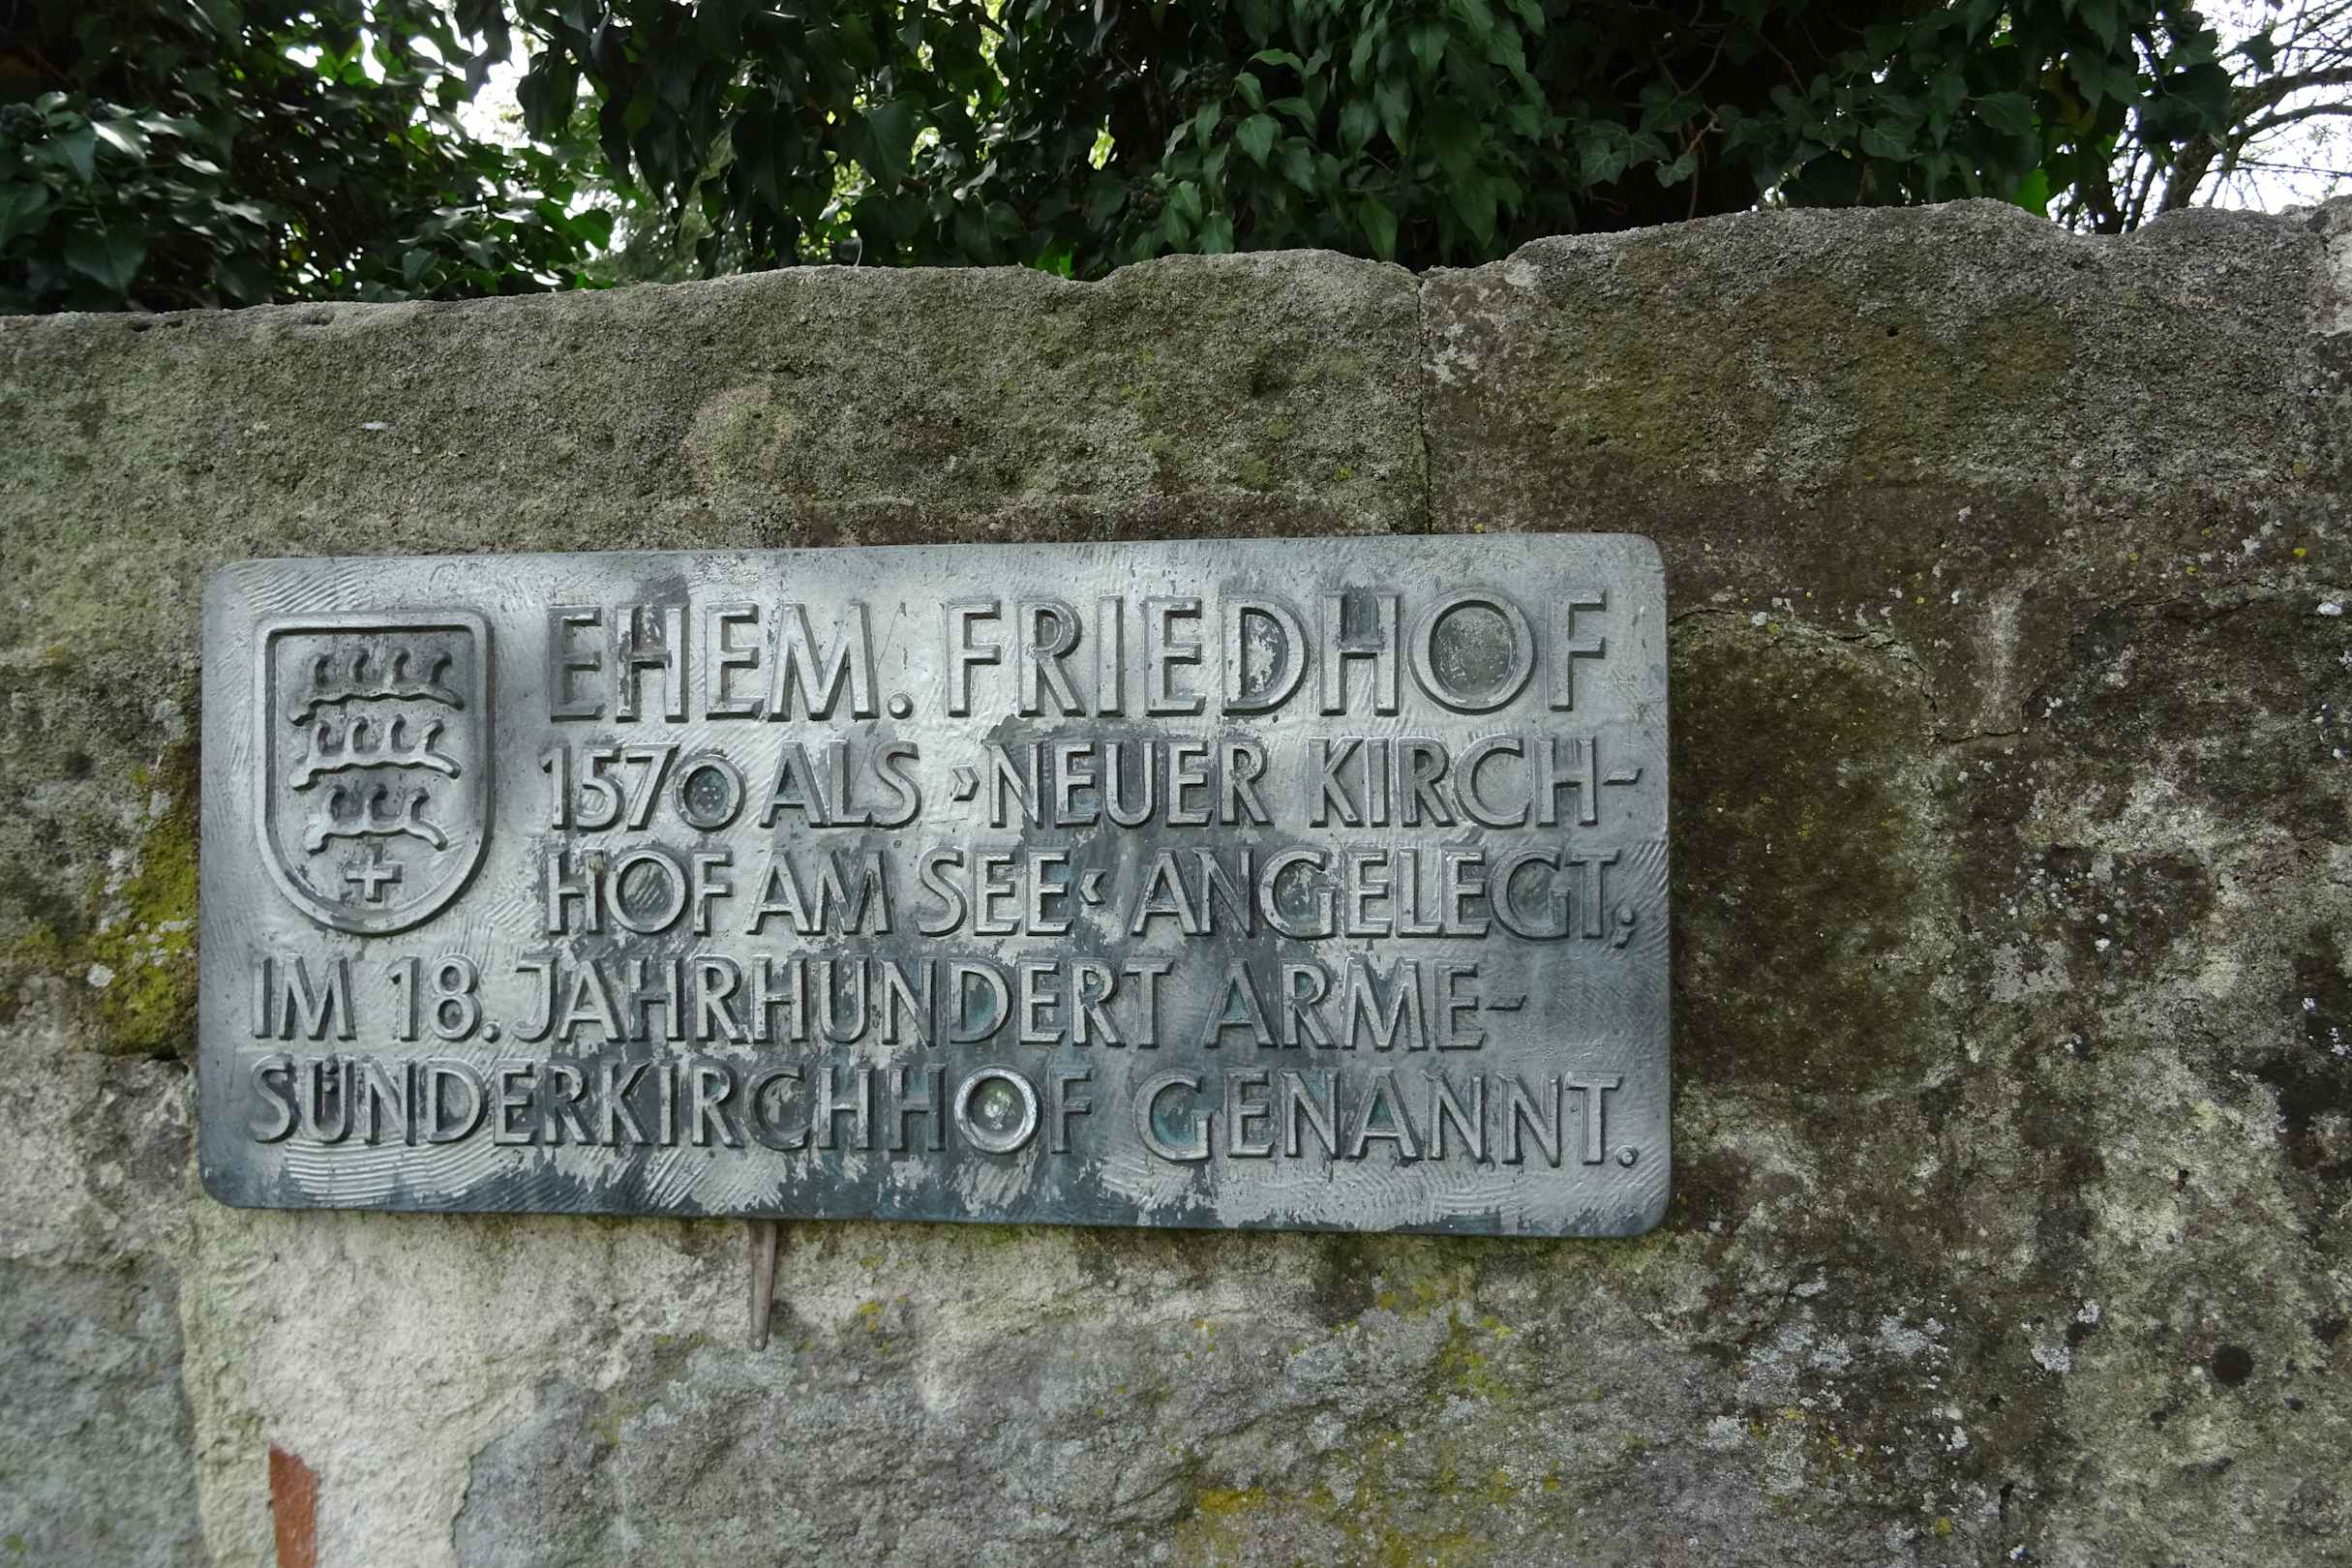 EHEM. FRIEDHOF
1570 ALS ›NEUER KIRCH-
HOF AM SEE‹ ANGELEGT;
IM 18. JAHRHUNDERT ARME-
SÜNDERKIRCHHOF GENANNT.